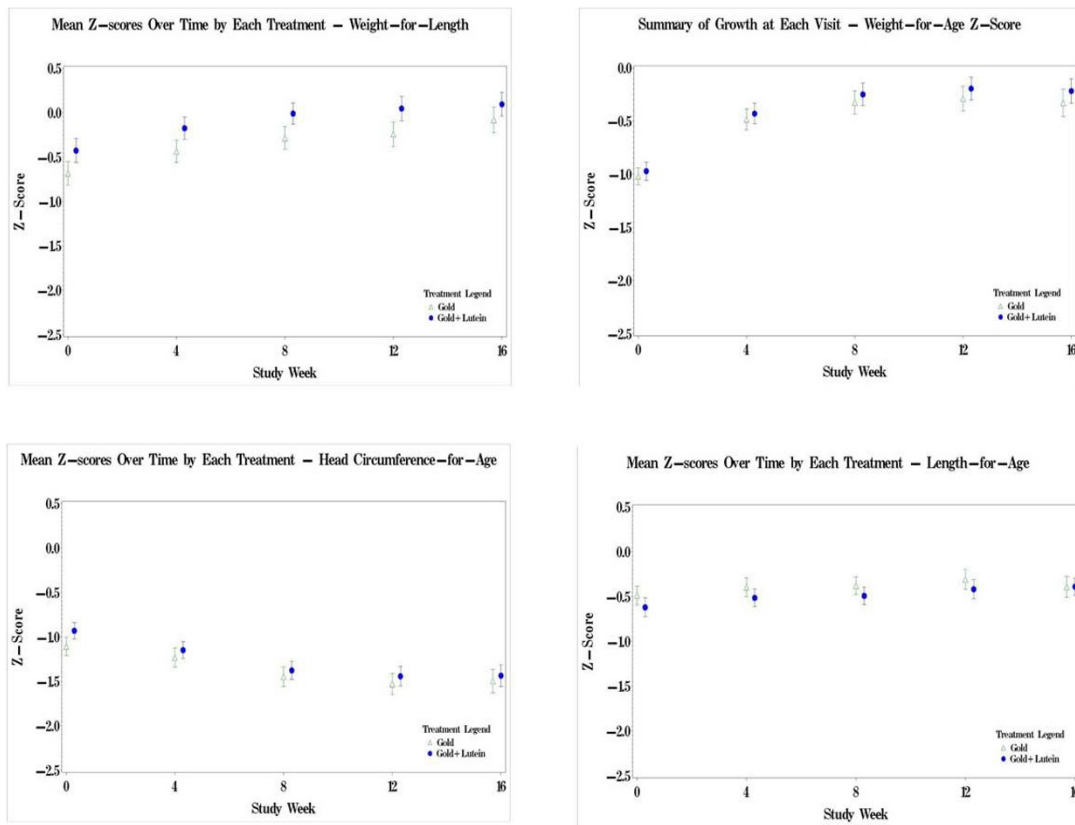 Mean Z–scores Over Time by Each Treatment – Weight–for–Length
0.5
0.0
–0.5
–1.0
–1.5
–2.0
–2.5
Z–Score
Treatment Legend
Gold
Gold+Lutein
0 4 8 12 16
Study Week
Summary of Growth at Each Visit – Weight–for–Age Z–Score
0.0
–0.5
–1.0
–1.5
–2.0
–2.5
Z–Score
Treatment Legend
Gold
Gold+Lutein
0 4 8 12 16
Study Week
Mean Z–scores Over Time by Each Treatment – Head Circumference–for–Age
0.5
0.0
–0.5
–1.0
–1.5
–2.0
–2.5
Z–Score
Treatment Legend
Gold
Gold+Lutein
0 4 8 12 16
Study Week
Mean Z–scores Over Time by Each Treatment – Length–for–Age
0.5
0.0
–0.5
–1.0
–1.5
–2.0
–2.5
Z–Score
Treatment Legend
Gold
Gold+Lutein
0 4 8 12
Study Week